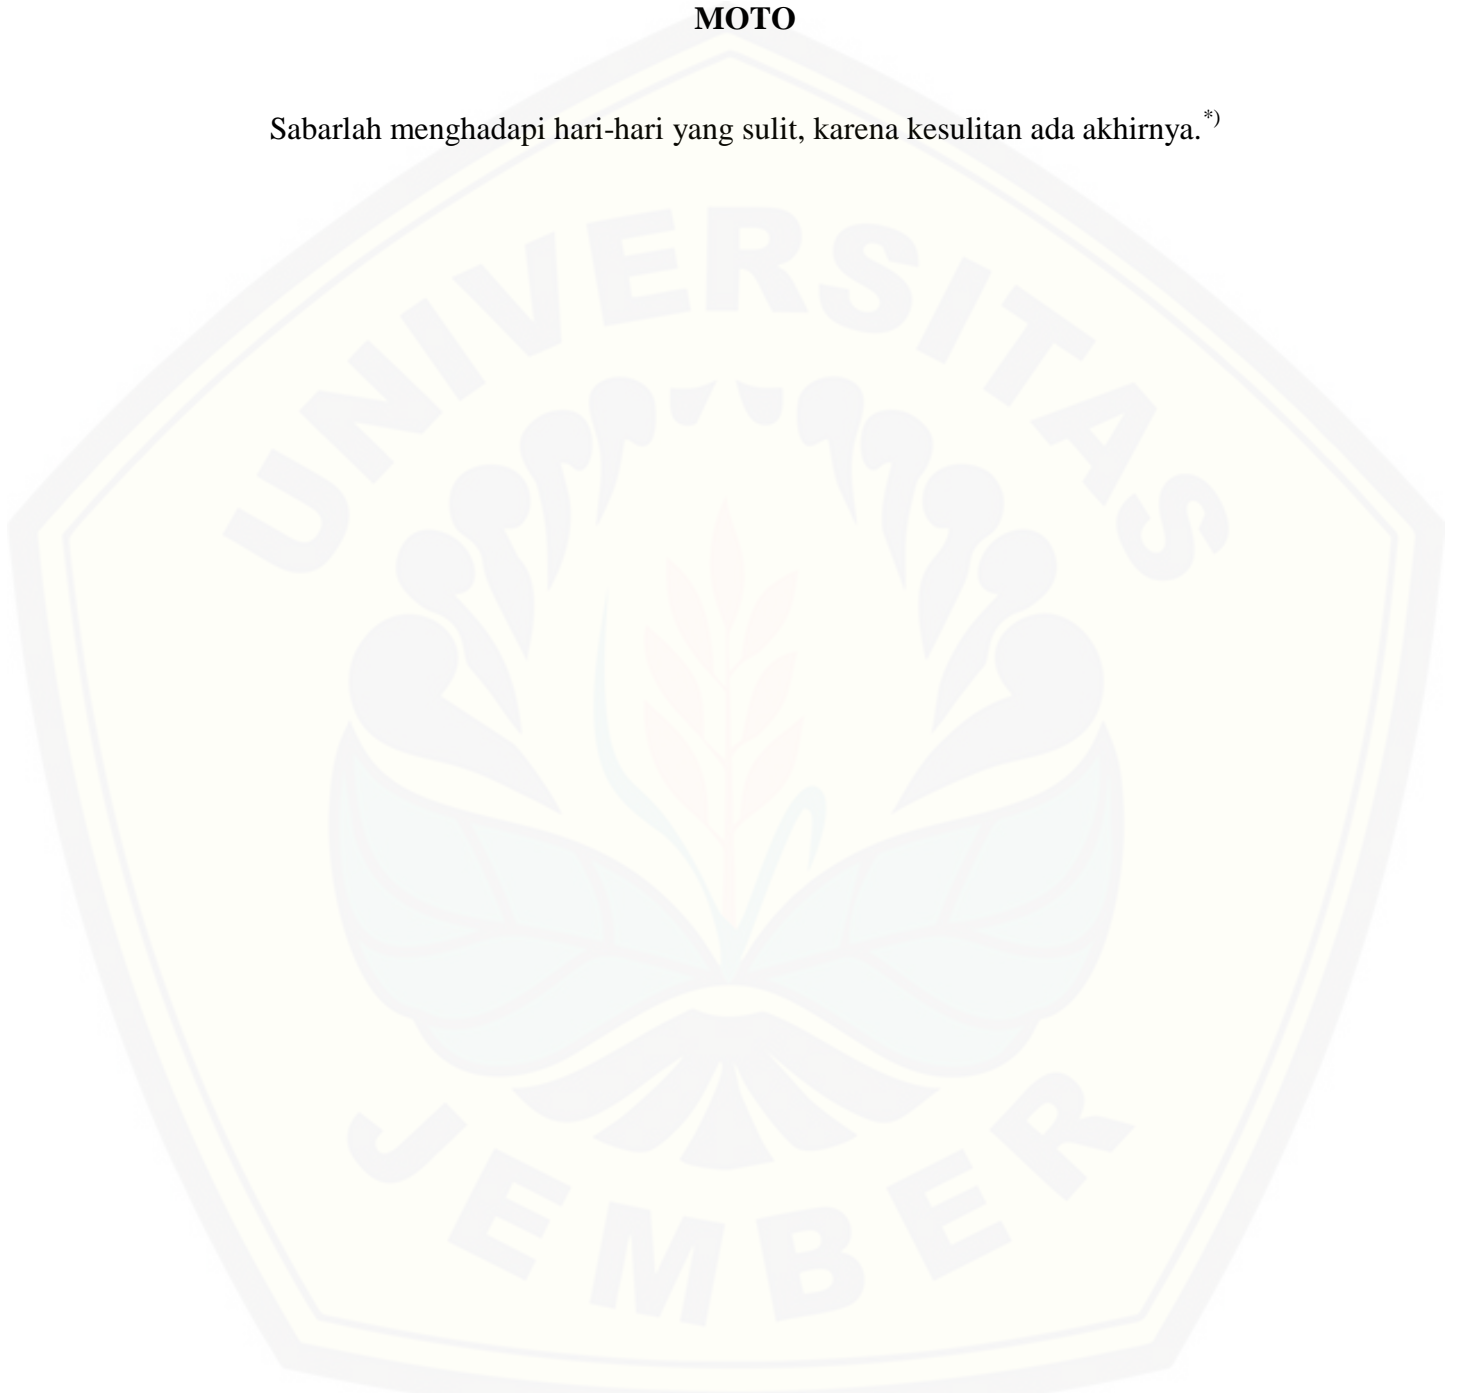 MOTO
Sabarlah menghadapi hari-hari yang sulit, karena kesulitan ada akhirnya.*)
UNIVERSITAS
JEMBER